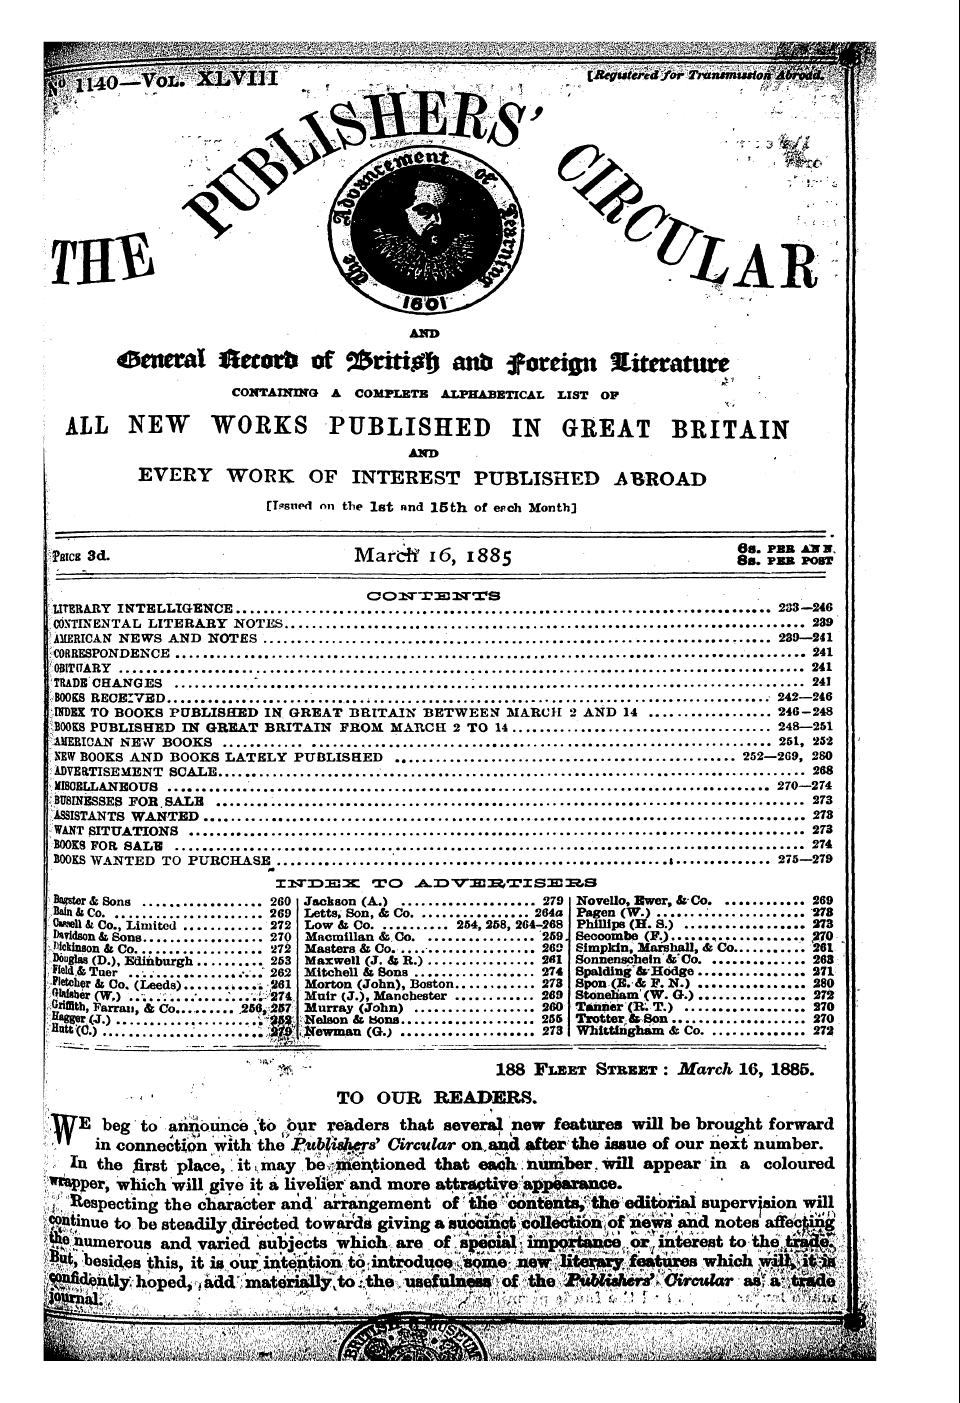 No 1140—VOL. XLVIII
[Registered for Transmission Abroad.
THE PUBLISHERS' CIRCULAR
The Advancement of Learning
1601
AND
General Record of British and Foreign Literature
CONTAINING A COMPLETE ALPHABETICAL LIST OF
ALL NEW WORKS PUBLISHED IN GREAT BRITAIN
AND
EVERY WORK OF INTEREST PUBLISHED ABROAD
[Issued on the 1st and 15th of each Month]
PRICE 3d.
March 16, 1885
6s. PER ANN.
8s. PER POST
CONTENTS
LITERARY INTELLIGENCE 233—246
CONTINENTAL LITERARY NOTES 239
AMERICAN NEWS AND NOTES 239—241
CORRESPONDENCE 241
OBITUARY 241
TRADE CHANGES 241
BOOKS RECEIVED 242—246
INDEX TO BOOKS PUBLISHED IN GREAT BRITAIN BETWEEN MARCH 2 AND 14 246-248
BOOKS PUBLISHED IN GREAT BRITAIN FROM MARCH 2 TO 14 248—251
AMERICAN NEW BOOKS 251, 252
NEW BOOKS AND BOOKS LATELY PUBLISHED 252—269, 280
ADVERTISEMENT SCALE 268
MISCELLANEOUS 270—274
BUSINESSES FOR SALE 273
ASSISTANTS WANTED 273
WANT SITUATIONS 273
BOOKS FOR SALE 274
BOOKS WANTED TO PURCHASE 275—279
INDEX TO ADVERTISERS
Bagster & Sons 260
Bain & Co. 269
Cassell & Co., Limited 272
Davidson & Sons 270
Dickinson & Co. 272
Douglas (D.), Edinburgh 253
Field & Tuer 262
Fletcher & Co. (Leeds) 261
Glaisher (W.) 274
Griffith, Farran, & Co. 256, 257
Hagger (J.) 252
Hutt (C.) 279
Jackson (A.) 279
Letts, Son, & Co. 264a
Low & Co. 254, 258, 264-268
Macmillan & Co. 259
Masters & Co. 262
Maxwell (J. & R.) 261
Mitchell & Sons 274
Morton (John), Boston 273
Muir (J.), Manchester 269
Murray (John) 260
Nelson & Sons 255
Newman (G.) 273
Novello, Ewer, & Co. 269
Pagen (W.) 273
Phillips (H. S.) 273
Secoombe (F.) 270
Simpkin, Marshall, & Co. 261
Sonnenschein & Co. 263
Spalding & Hodge 271
Spon (E. & F. N.) 280
Stoneham (W. G.) 272
Tanner (R. T.) 270
Trotter & Son 270
Whittingham & Co. 272
188 FLEET STREET: March 16, 1885.
TO OUR READERS.
WE beg to announce to our readers that several new features will be brought forward
in connection with the Publishers' Circular on and after the issue of our next number.
In the first place, it may be mentioned that each number will appear in a coloured
wrapper, which will give it a livelier and more attractive appearance.
Respecting the character and arrangement of the contents, the editorial supervision will
continue to be steadily directed towards giving a succinct collection of news and notes affecting
the numerous and varied subjects which are of special importance or interest to the trade.
But, besides this, it is our intention to introduce some new literary features which will, it is
confidently hoped, add materially to the usefulness of the Publishers' Circular as a trade
journal.
BRITISH MUSEUM